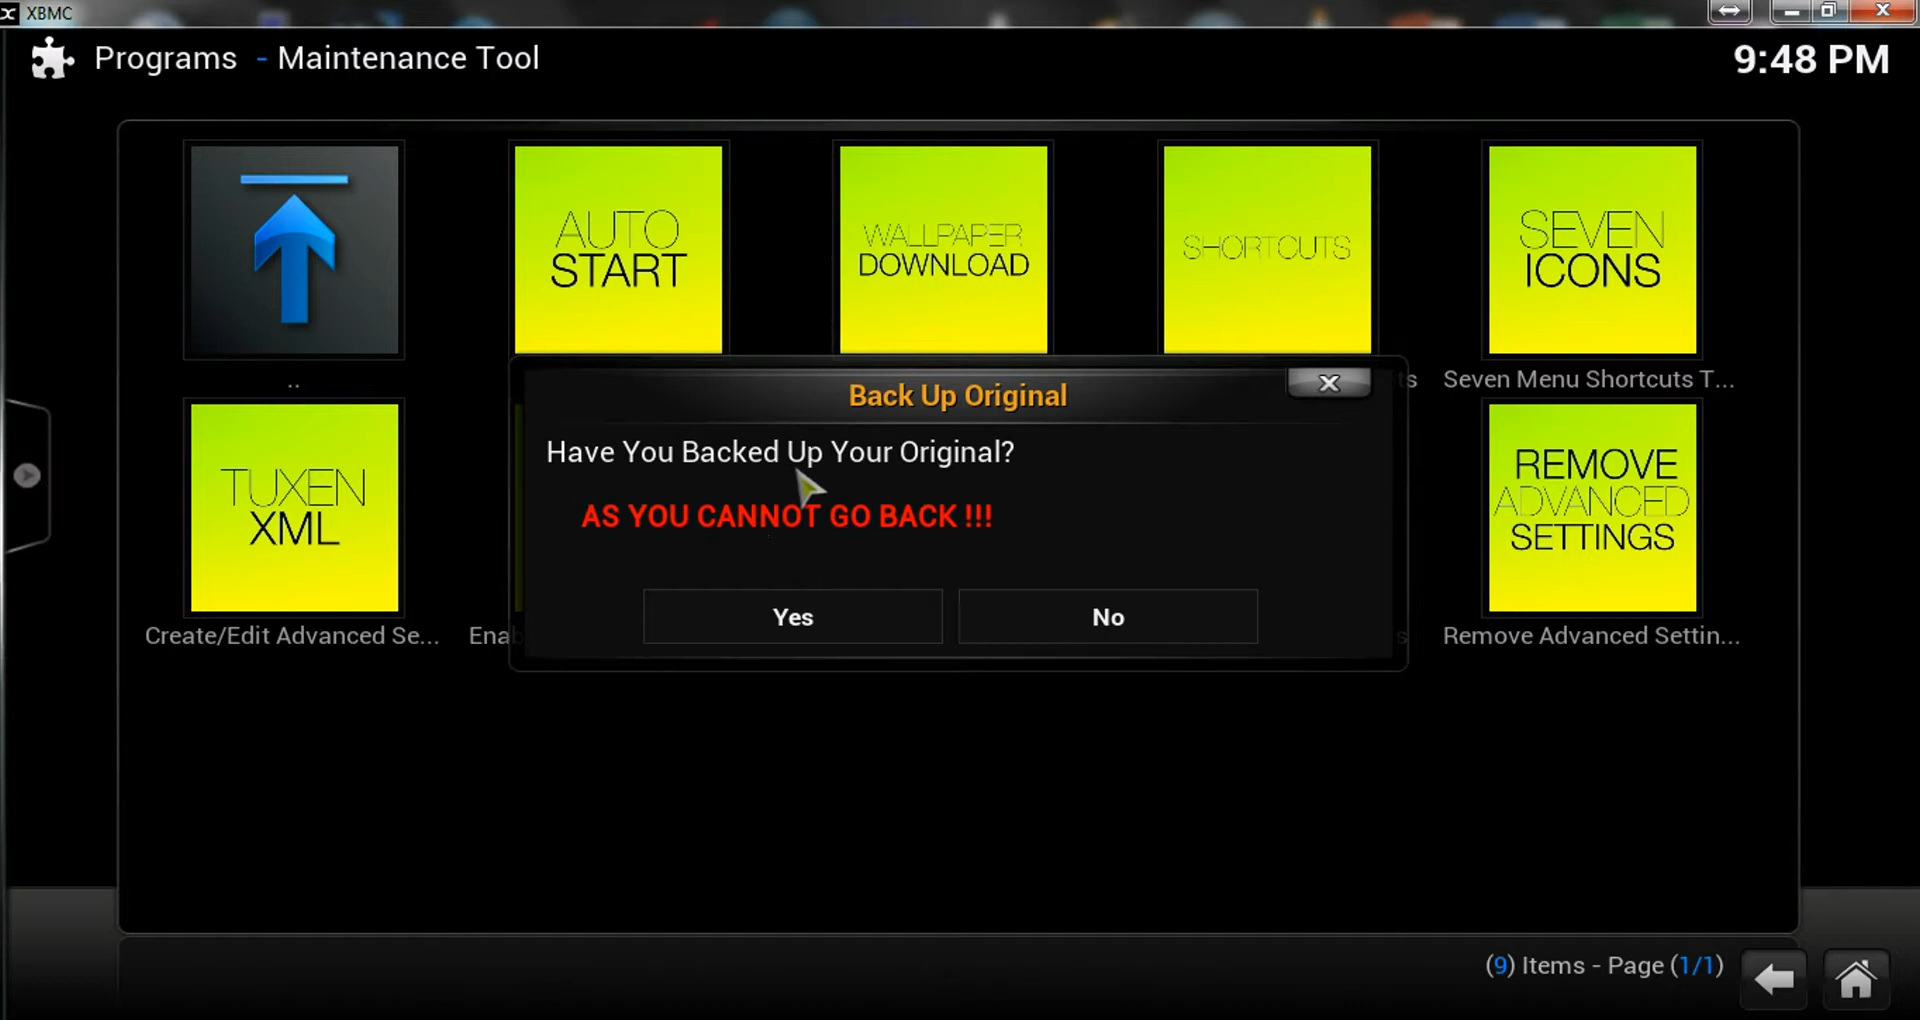 XBMC
Programs - Maintenance Tool
9:48 PM
AUTO
START
WALLPAPER
DOWNLOAD
SHORTCUTS
SEVEN
ICONS
..
ts
Seven Menu Shortcuts T...
Back Up Original
Have You Backed Up Your Original?
AS YOU CANNOT GO BACK !!!
Yes
No
TUXEN
XML
REMOVE
ADVANCED
SETTINGS
Create/Edit Advanced Se...
Ena
s
Remove Advanced Settin...
(9) Items - Page (1/1)